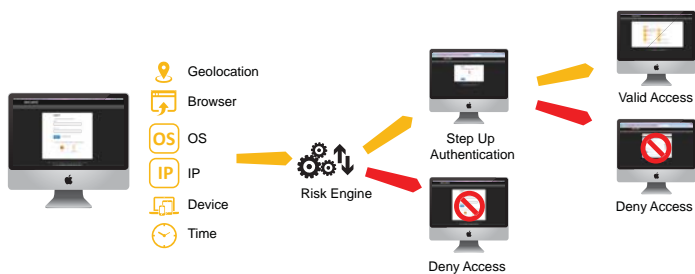 Geolocation
Browser
OS OS
IP IP
Device
Time
Risk Engine
Step Up
Authentication
Deny Access
Valid Access
Deny Access